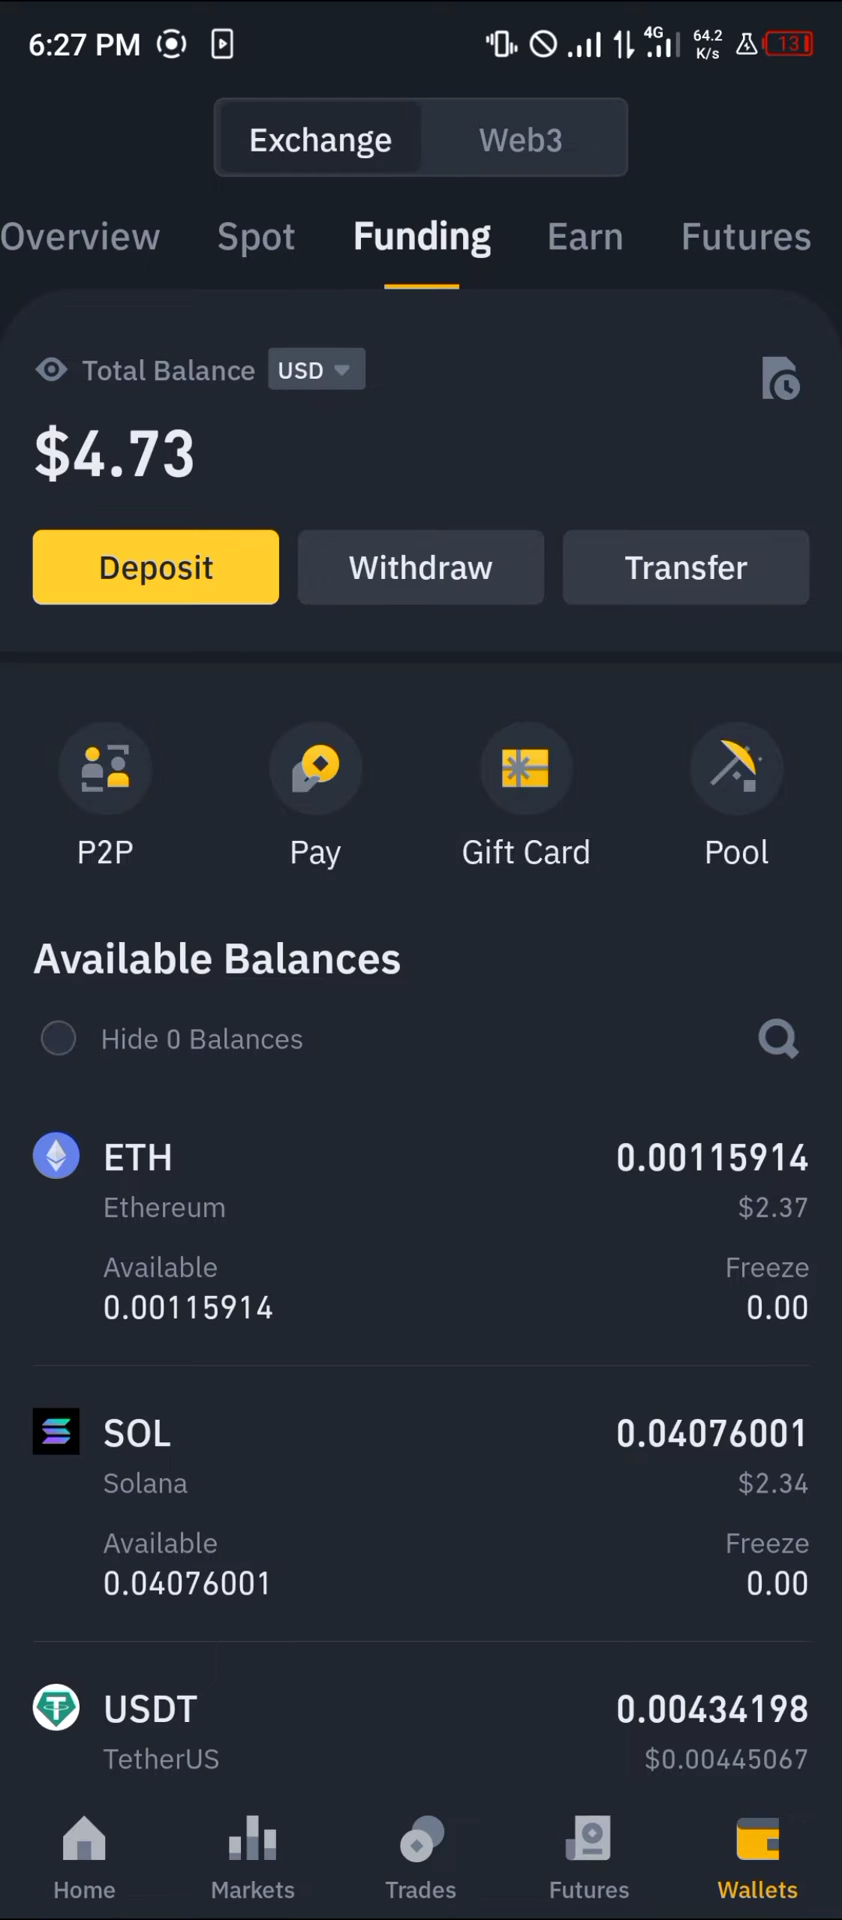 6:27 PM 4G 64.2 K/s 13
Exchange Web3
Overview Spot Funding Earn Futures
Total Balance USD
$4.73
Deposit Withdraw Transfer
P2P Pay Gift Card Pool
Available Balances
Hide 0 Balances
ETH 0.00115914
Ethereum $2.37
Available Freeze
0.00115914 0.00
SOL 0.04076001
Solana $2.34
Available Freeze
0.04076001 0.00
USDT 0.00434198
TetherUS $0.00445067
Home Markets Trades Futures Wallets